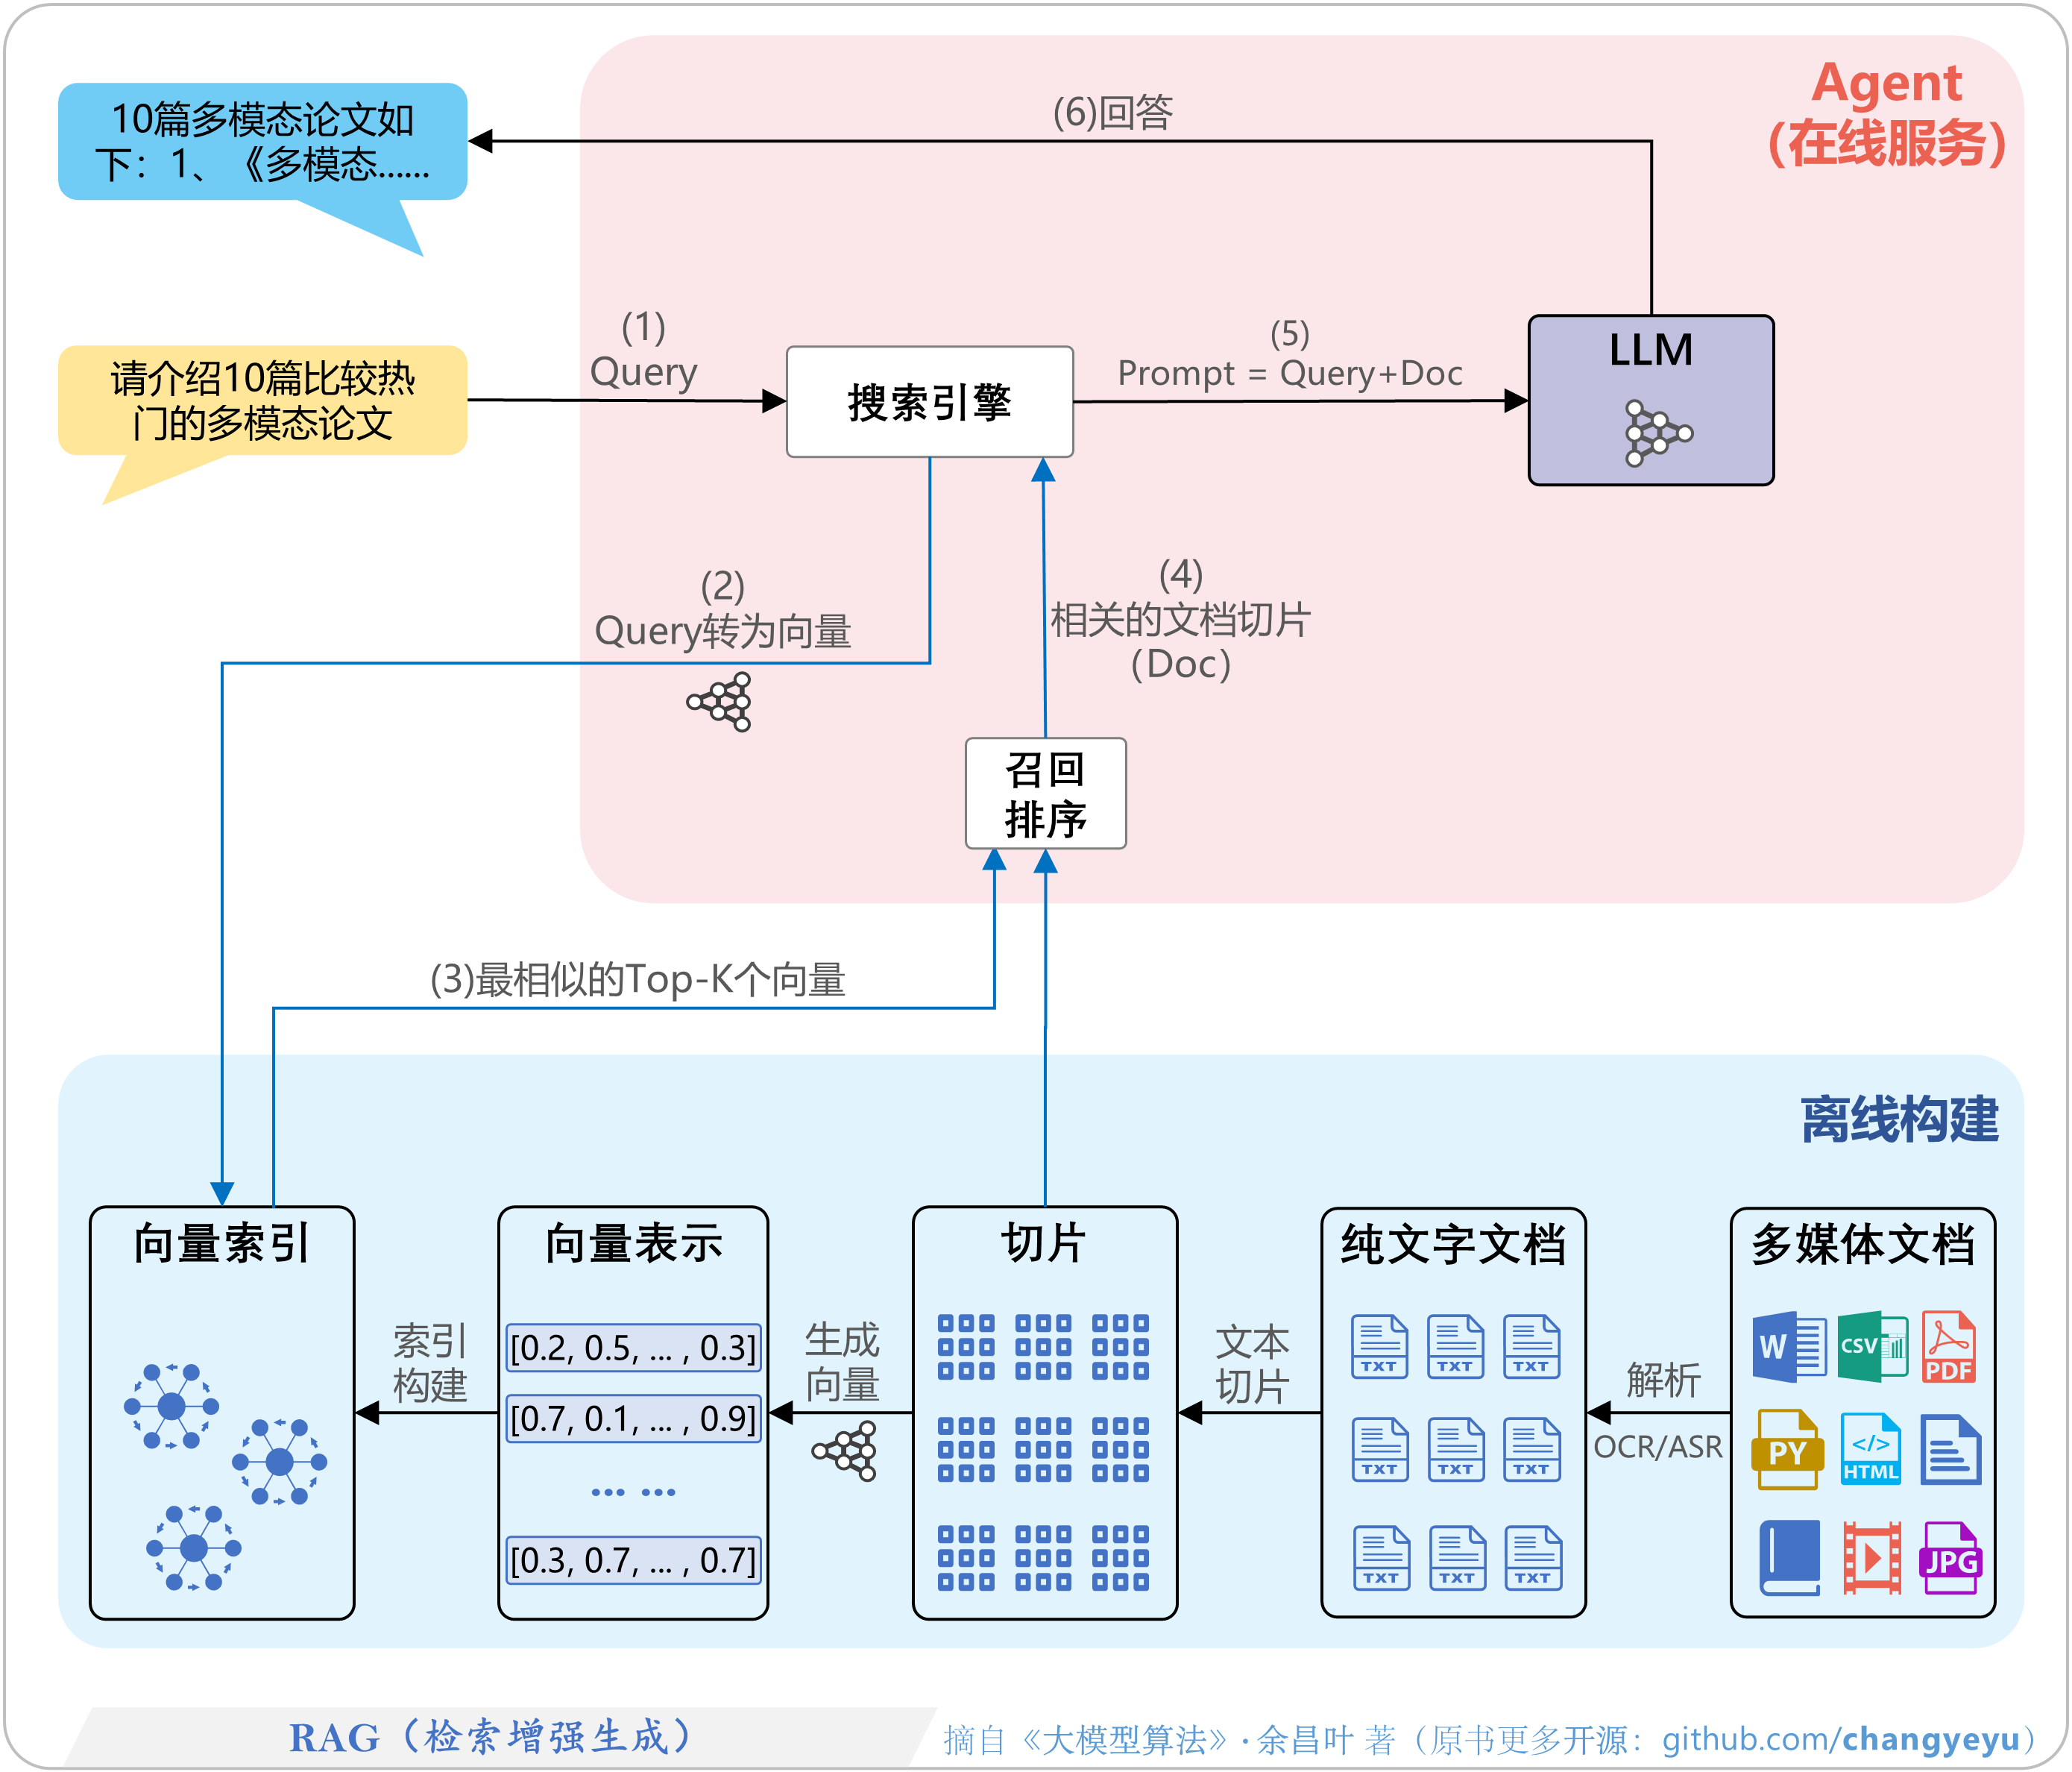 Agent
(在线服务)
10篇多模态论文如
下：1、《多模态……
(6)回答
请介绍10篇比较热
门的多模态论文
(1)
Query
搜索引擎
(5)
Prompt = Query+Doc
LLM
(2)
Query转为向量
(4)
相关的文档切片
（Doc）
召回
排序
(3)最相似的Top-K个向量
离线构建
向量索引
索引
构建
向量表示
[0.2, 0.5, ... , 0.3]
[0.7, 0.1, ... , 0.9]
... ...
[0.3, 0.7, ... , 0.7]
生成
向量
切片
文本
切片
纯文字文档
TXT TXT TXT
TXT TXT TXT
TXT TXT TXT
解析
OCR/ASR
多媒体文档
W CSV PDF
PY </> HTML
JPG
RAG（检索增强生成）
摘自《大模型算法》·余昌叶 著（原书更多开源：github.com/changyeyu）